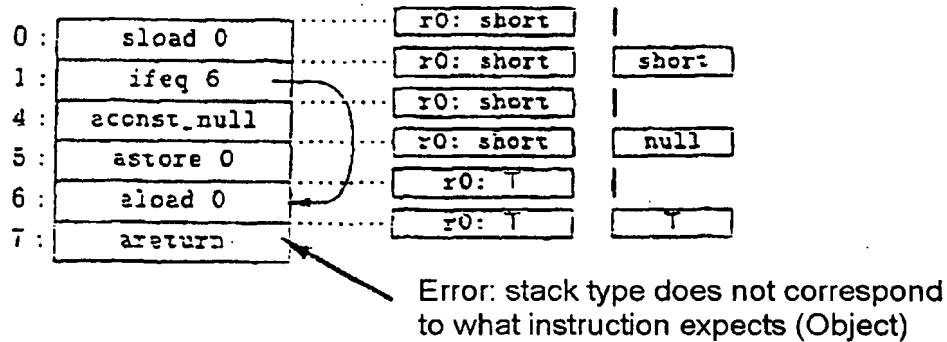 r0: short
0 : sload 0
r0: short short
1 : ifeq 6
r0: short
4 : aconst_null
r0: short null
5 : astore 0
r0: ⊤
6 : aload 0
r0: ⊤ ⊤
7 : areturn
Error: stack type does not correspond
to what instruction expects (Object)